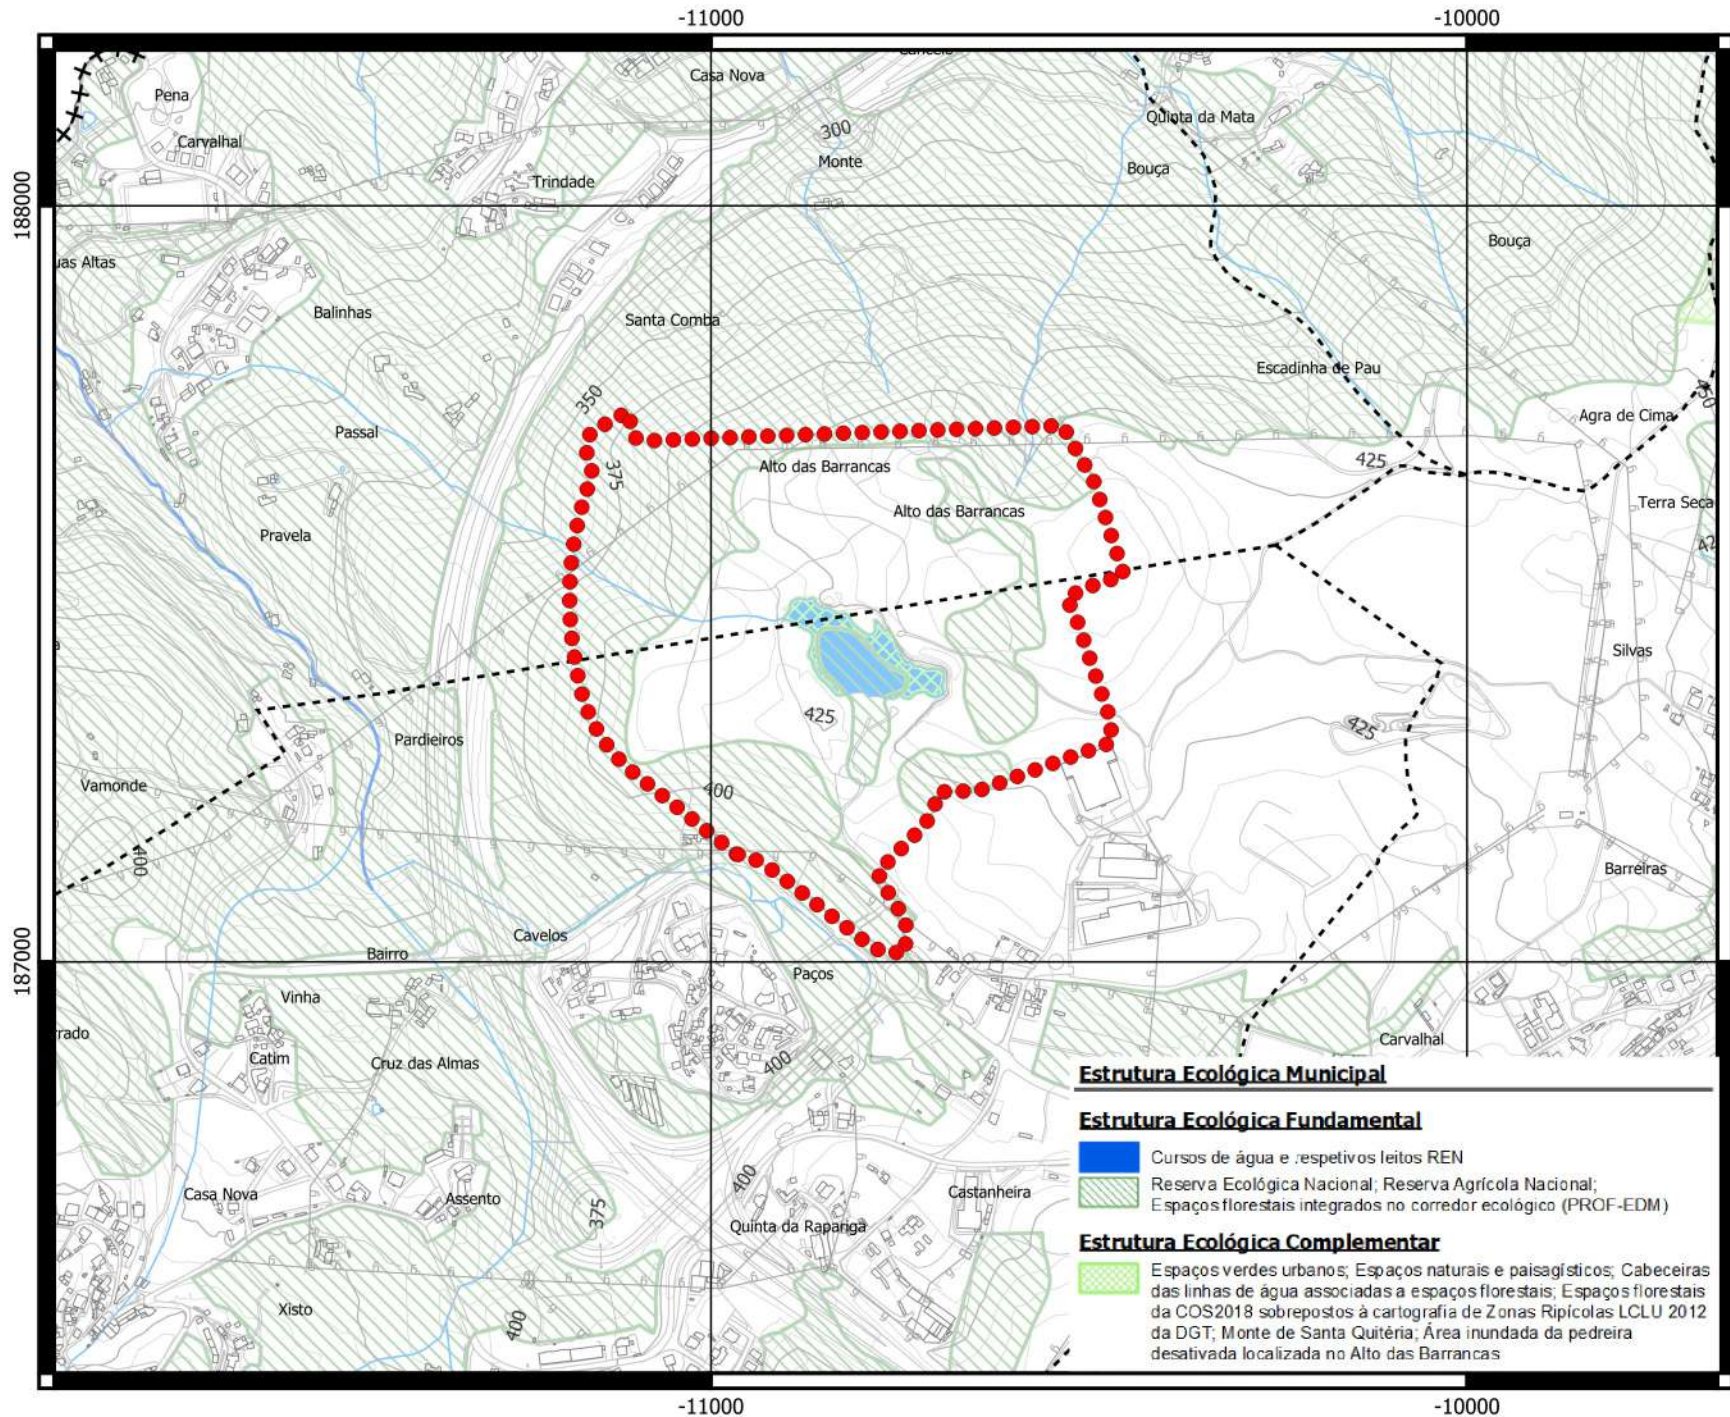 -11000
-10000
Casa Nova
Pena
Quinta da Mata
300
Carvalhal
Monte
Bouça
Trindade
188000
Bouça
uas Altas
Balinhas
Santa Comba
Escadinha de Pau
350
450
Agra de Cima
Passal
425
375
Alto das Barrancas
Terra Seca
Alto das Barrancas
Pravela
Silvas
425
425
Pardieiros
Vamonde
400
400
Barreiras
Cavelos
Bairro
187000
Paços
Vinha
rrado
Carvalhal
Catim
Cruz das Almas
400
Estrutura Ecológica Municipal
Estrutura Ecológica Fundamental
Cursos de água e respetivos leitos REN
Reserva Ecológica Nacional; Reserva Agrícola Nacional;
Espaços florestais integrados no corredor ecológico (PROF-EDM)
Estrutura Ecológica Complementar
Espaços verdes urbanos; Espaços naturais e paisagísticos; Cabeceiras
das linhas de água associadas a espaços florestais; Espaços florestais
da COS2018 sobrepostos à cartografia de Zonas Ripícolas LCLU 2012
da DGT; Monte de Santa Quitéria; Área inundada da pedreira
desativada localizada no Alto das Barrancas
400
Casa Nova
Assento
Castanheira
375
Quinta da Rapariga
Xisto
400
-11000
-10000